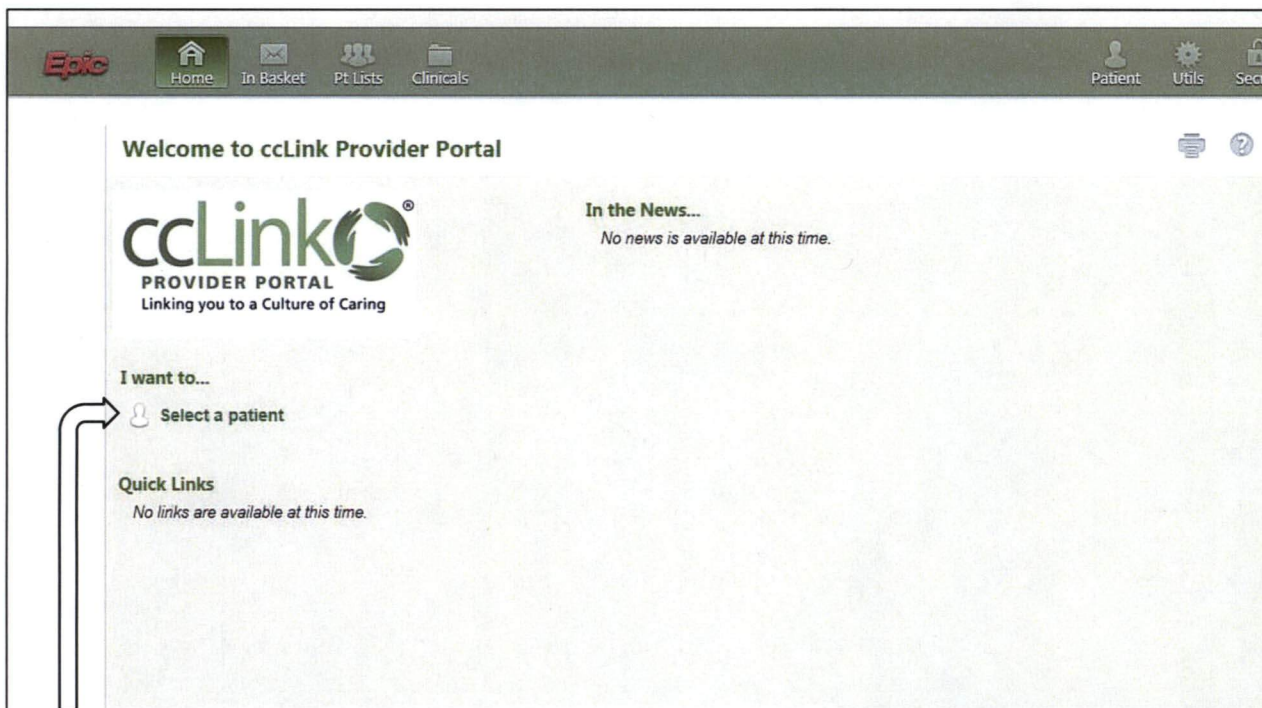 Epic
Home
In Basket
Pt Lists
Clinicals
Patient
Utils
Welcome to ccLink Provider Portal
ccLink®
PROVIDER PORTAL
Linking you to a Culture of Caring
In the News...
No news is available at this time.
I want to...
Select a patient
Quick Links
No links are available at this time.